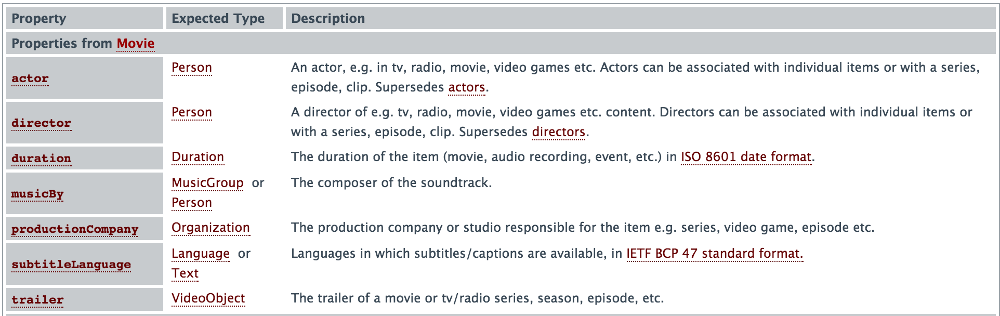 Property Expected Type Description
Properties from Movie
actor Person An actor, e.g. in tv, radio, movie, video games etc. Actors can be associated with individual items or with a series,
episode, clip. Supersedes actors.
director Person A director of e.g. tv, radio, movie, video games etc. content. Directors can be associated with individual items or
with a series, episode, clip. Supersedes directors.
duration Duration The duration of the item (movie, audio recording, event, etc.) in ISO 8601 date format.
musicBy MusicGroup or The composer of the soundtrack.
Person
productionCompany Organization The production company or studio responsible for the item e.g. series, video game, episode etc.
subtitleLanguage Language or Languages in which subtitles/captions are available, in IETF BCP 47 standard format.
Text
trailer VideoObject The trailer of a movie or tv/radio series, season, episode, etc.